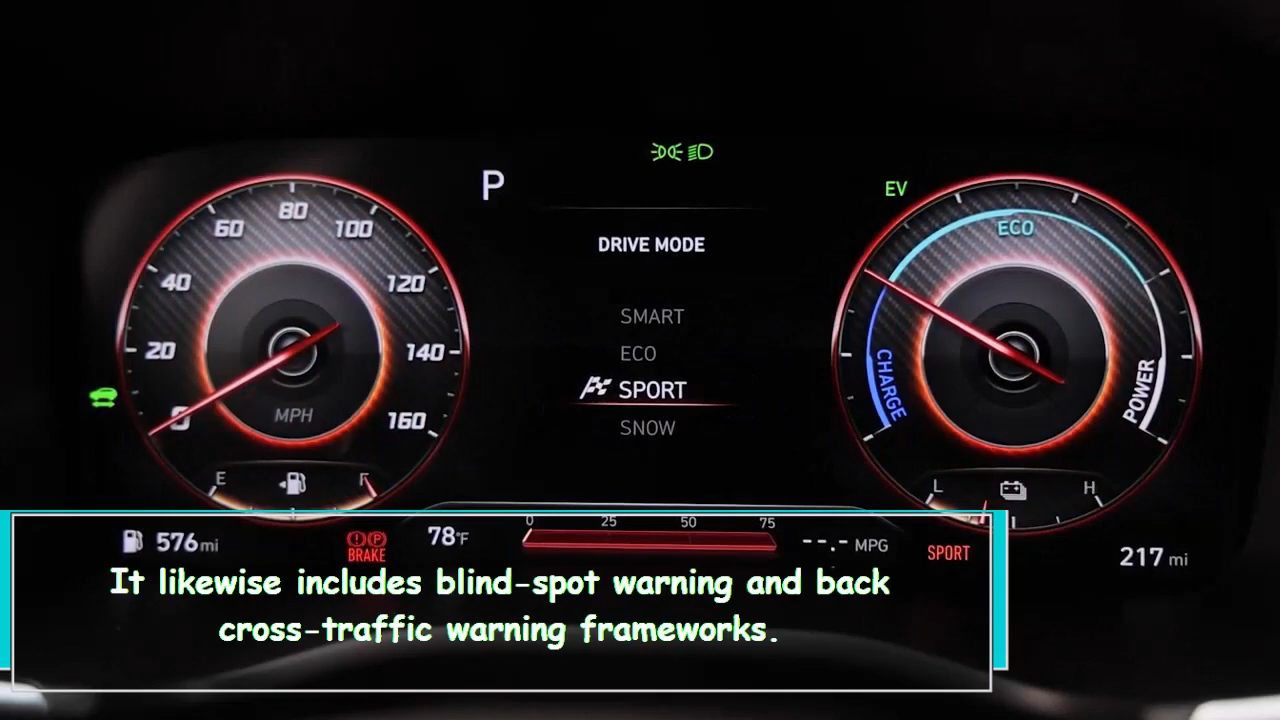 P
EV
DRIVE MODE
SMART
ECO
SPORT
SNOW
80
60
100
40
120
20
140
0
160
MPH
E
F
ECO
CHARGE
POWER
L
H
576 mi
BRAKE
78°F
0 25 50 75
--.- MPG
SPORT
217 mi
It likewise includes blind-spot warning and back
cross-traffic warning frameworks.